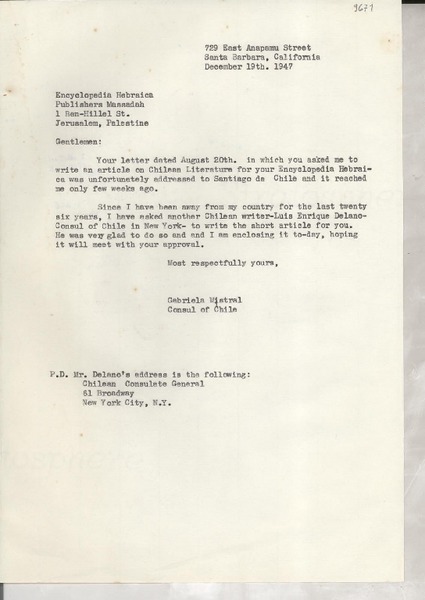 9671
729 East Anapamu Street
Santa Barbara, California
December 19th. 1947
Encyclopedia Hebraica
Publishers Massadah
1 Ben-Hillel St.
Jerusalem, Palestine
Gentlemen:
Your letter dated August 20th. in which you asked me to
write an article on Chilean Literature for your Encyclopedia Hebrai-
ca was unfortunately addressed to Santiago de Chile and it reached
me only few weeks ago.
Since I have been away from my country for the last twenty
six years, I have asked another Chilean writer-Luis Enrique Delano-
Consul of Chile in New York- to write the short article for you.
He was very glad to do so and and I am enclosing it to-day, hoping
it will meet with your approval.
Most respectfully yours,
Gabriela Mistral
Consul of Chile
P.D. Mr. Delano's address is the following:
Chilean Consulate General
61 Broadway
New York City, N.Y.